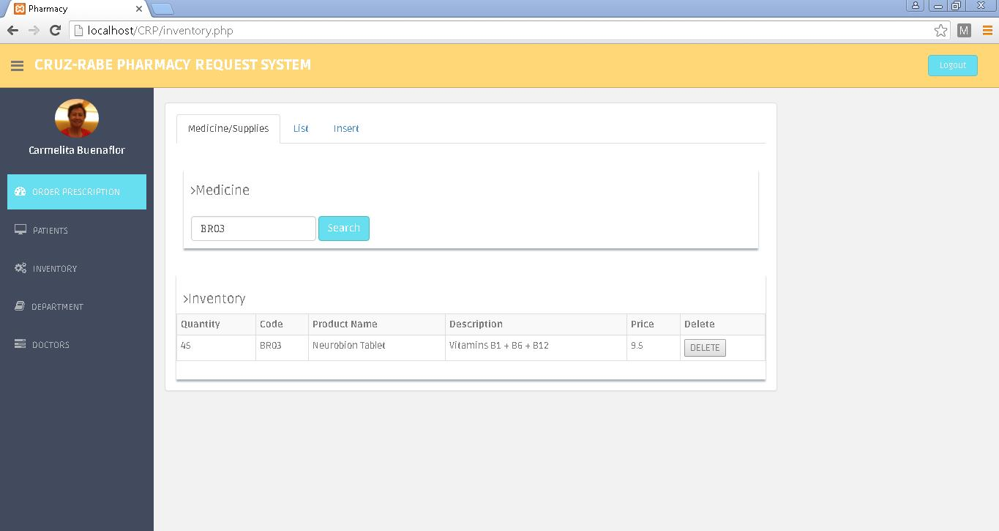 Pharmacy
localhost/CRP/inventory.php
M
CRUZ-RABE PHARMACY REQUEST SYSTEM
Logout
Carmelita Buenaflor
ORDER PRESCRIPTION
PATIENTS
INVENTORY
DEPARTMENT
DOCTORS
Medicine/Supplies List Insert
>Medicine
BR03 Search
>Inventory
Quantity Code Product Name Description Price Delete
45 BR03 Neurobion Tablet Vitamins B1 + B6 + B12 9.5 DELETE